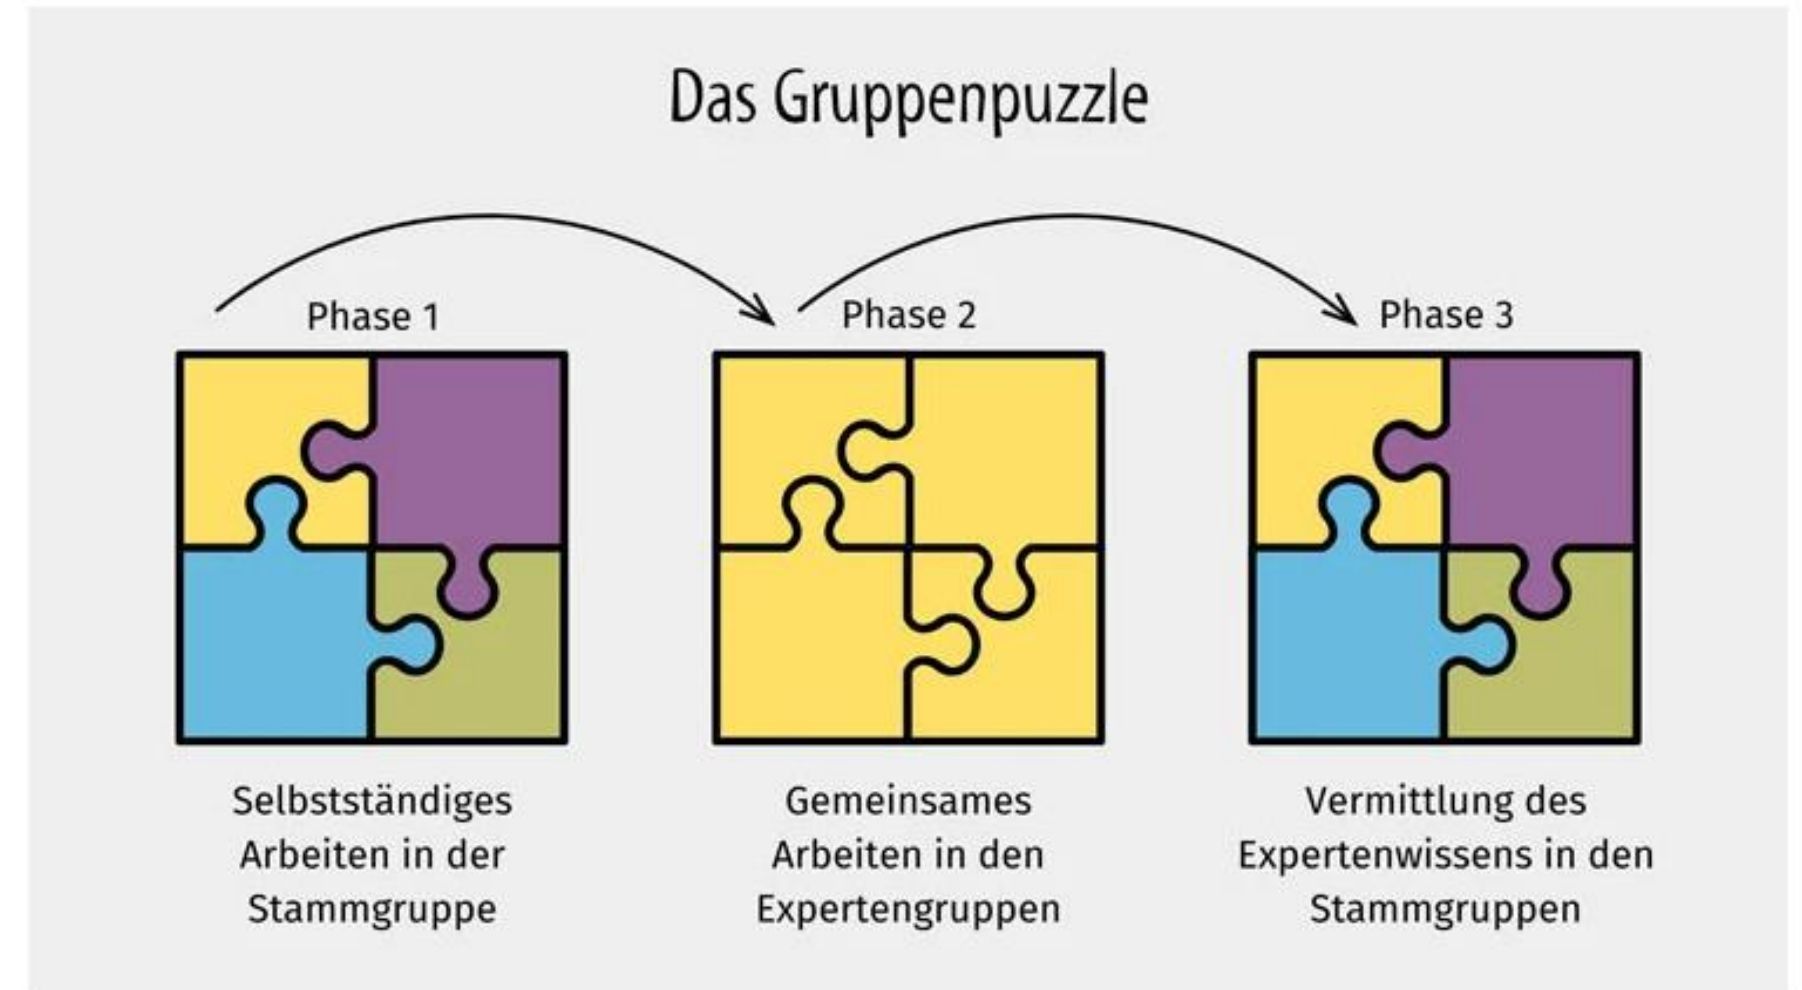 Das Gruppenpuzzle
Phase 1
Phase 2
Phase 3
Selbstständiges
Arbeiten in der
Stammgruppe
Gemeinsames
Arbeiten in den
Expertengruppen
Vermittlung des
Expertenwissens in den
Stammgruppen